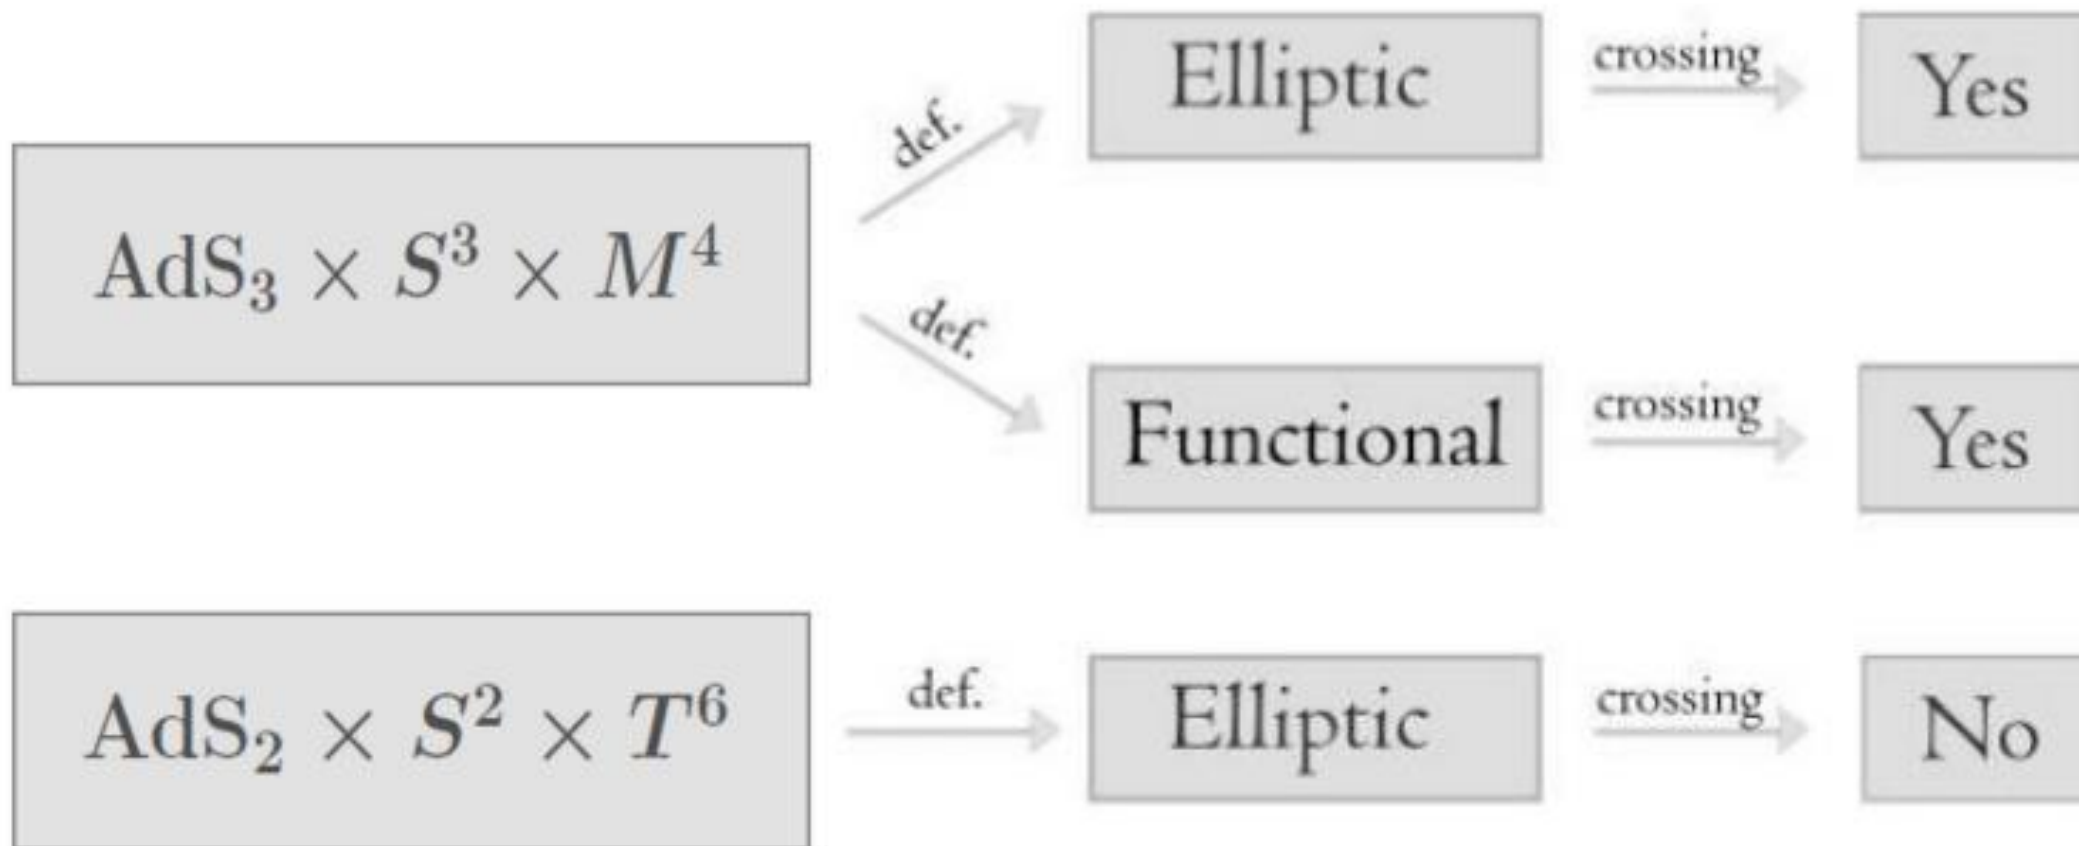 def.
Elliptic
crossing
Yes
AdS₃ × S³ × M⁴
def.
Functional
crossing
Yes
AdS₂ × S² × T⁶
def.
Elliptic
crossing
No